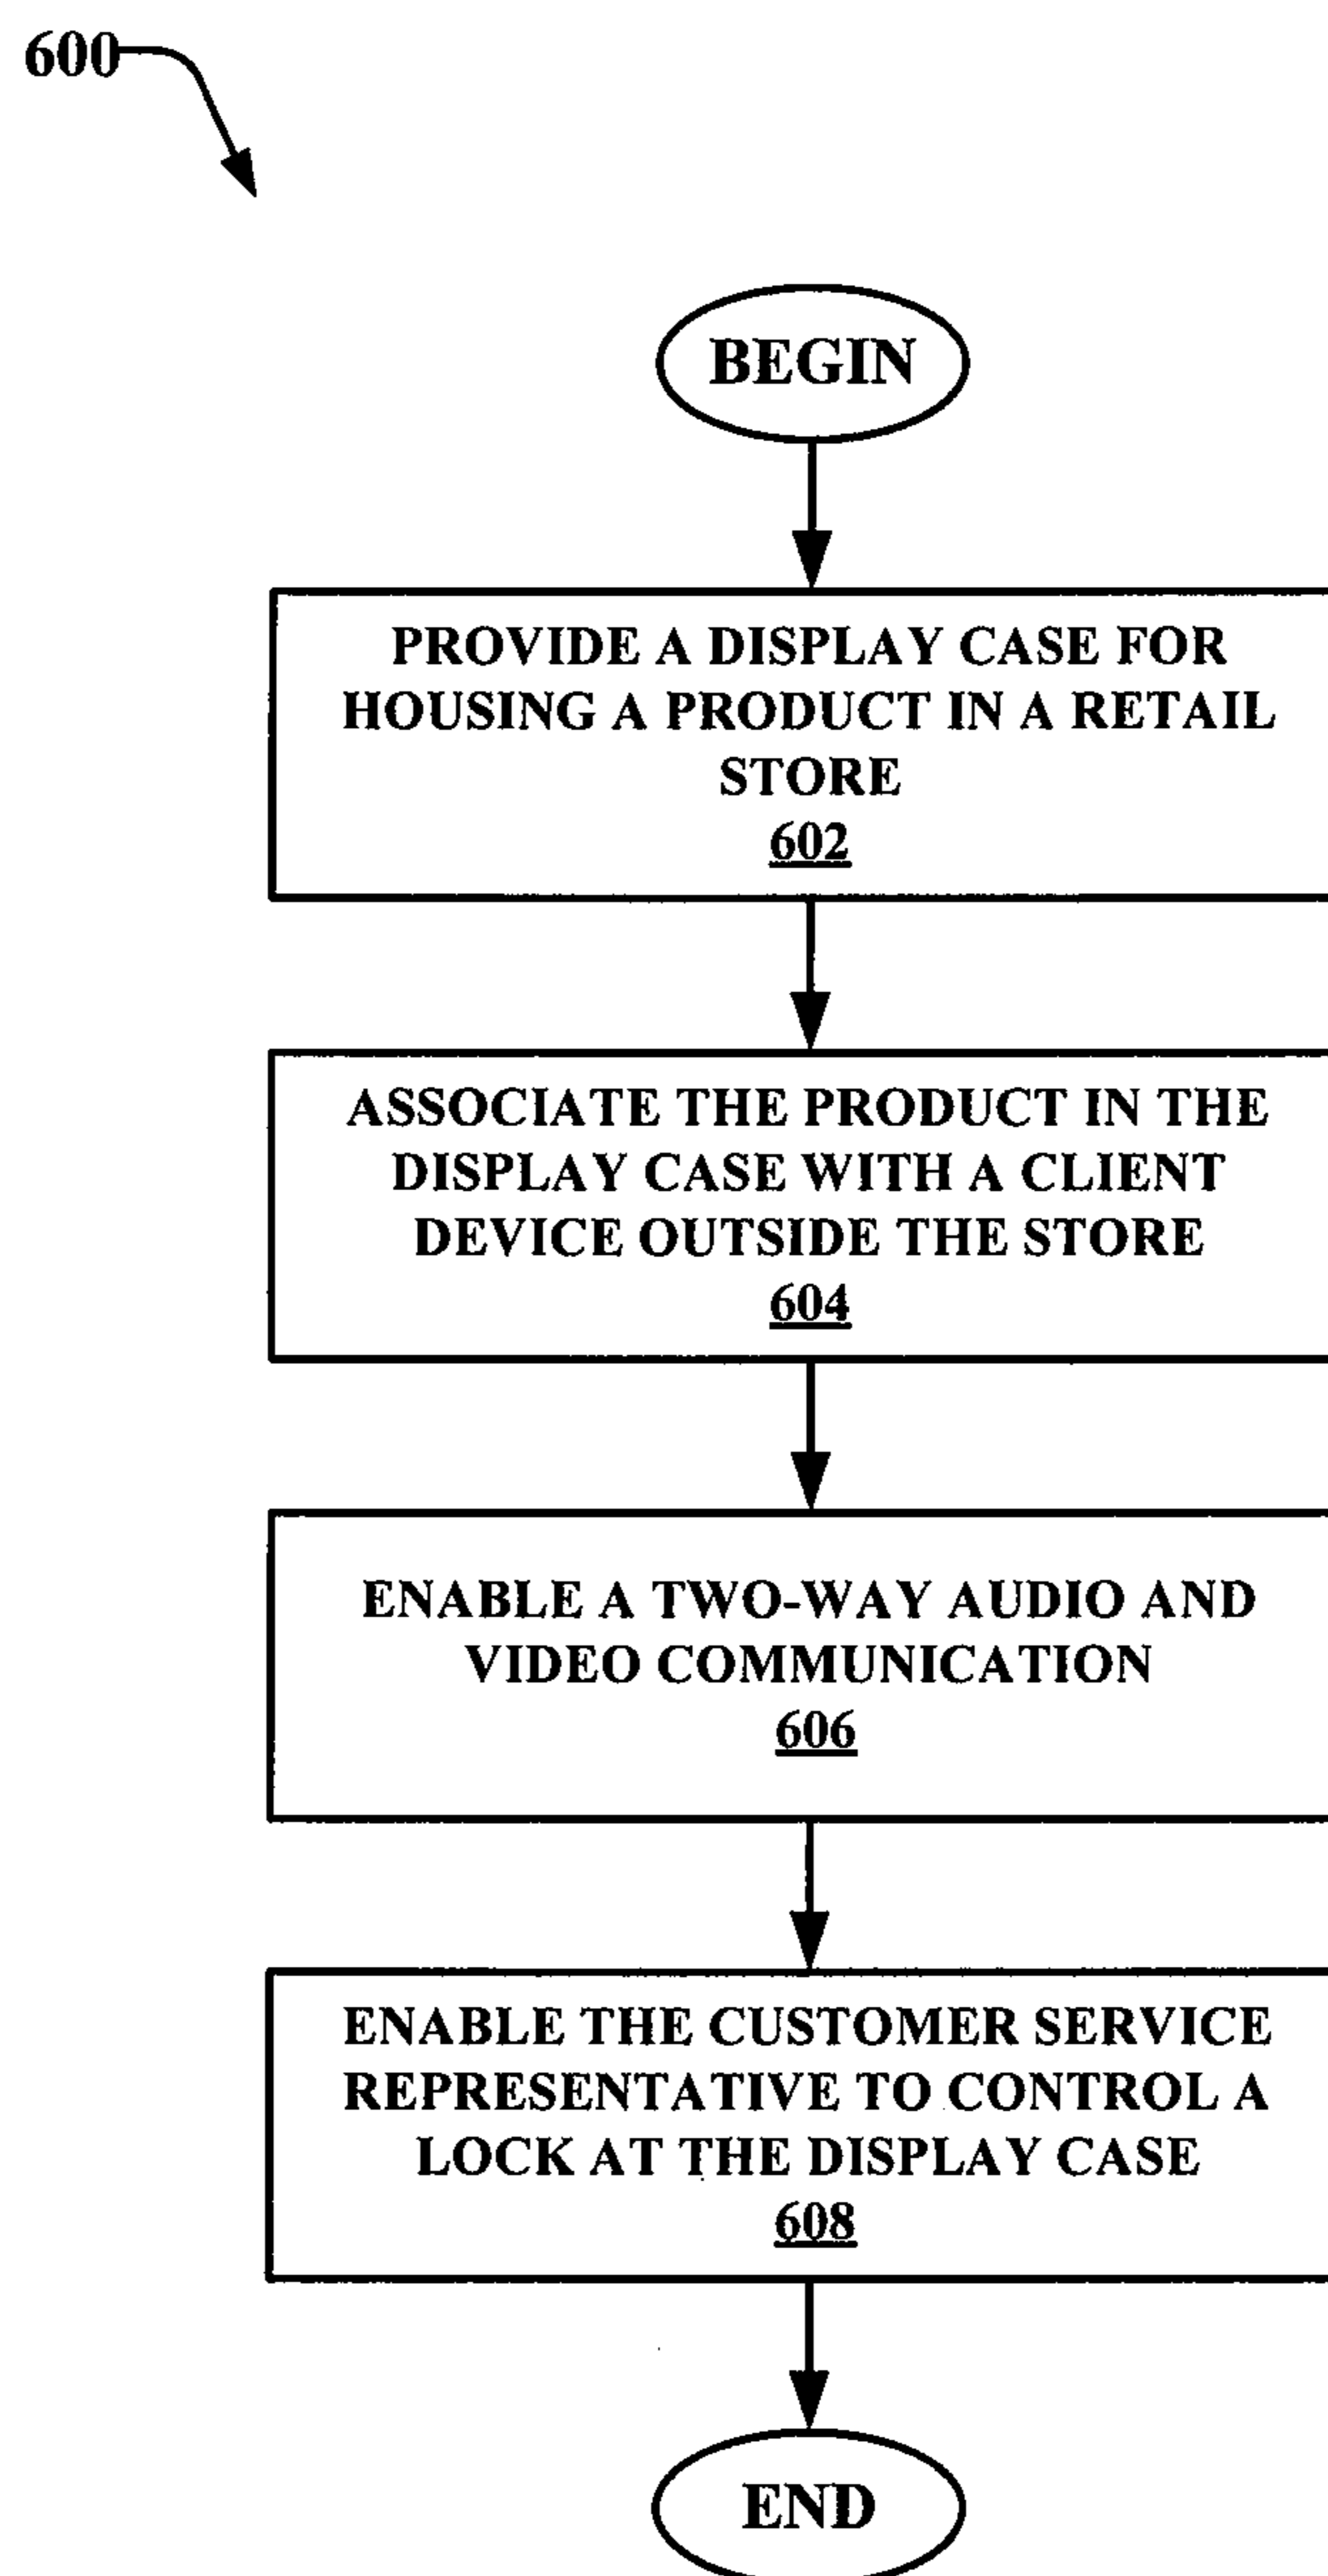 600
BEGIN
PROVIDE A DISPLAY CASE FOR
HOUSING A PRODUCT IN A RETAIL
STORE
602
ASSOCIATE THE PRODUCT IN THE
DISPLAY CASE WITH A CLIENT
DEVICE OUTSIDE THE STORE
604
ENABLE A TWO-WAY AUDIO AND
VIDEO COMMUNICATION
606
ENABLE THE CUSTOMER SERVICE
REPRESENTATIVE TO CONTROL A
LOCK AT THE DISPLAY CASE
608
END